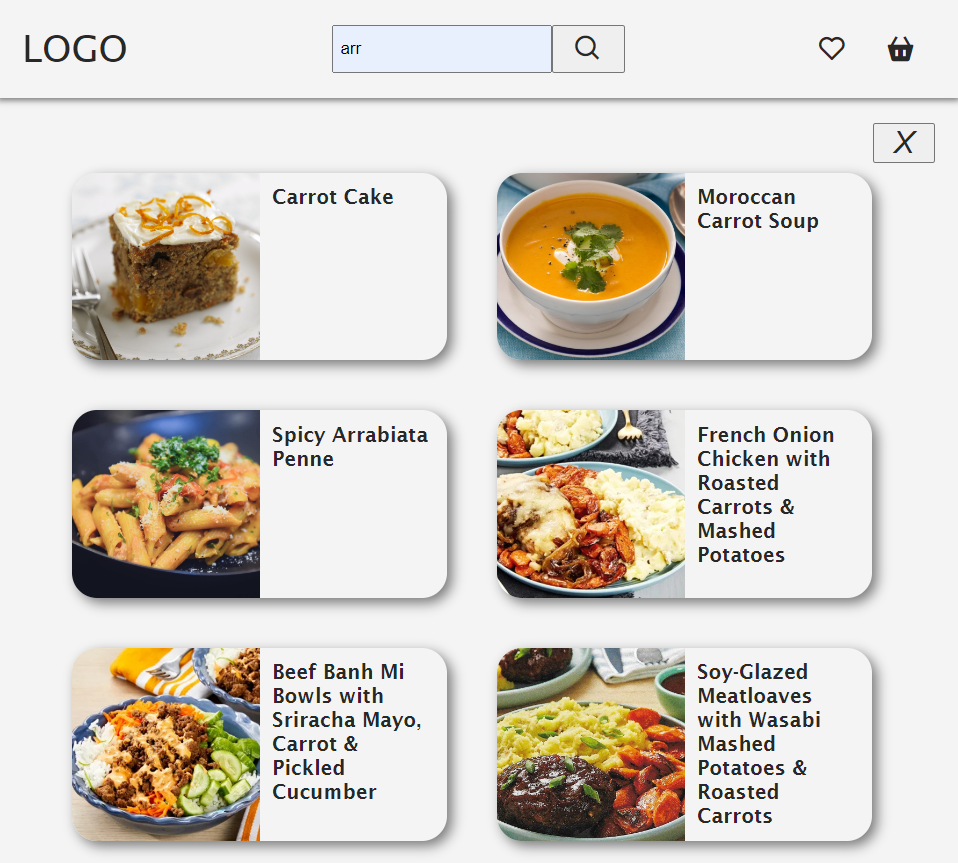 LOGO
arr
X
Carrot Cake
Moroccan
Carrot Soup
Spicy Arrabiata
Penne
French Onion
Chicken with
Roasted
Carrots &
Mashed
Potatoes
Beef Banh Mi
Bowls with
Sriracha Mayo,
Carrot &
Pickled
Cucumber
Soy-Glazed
Meatloaves
with Wasabi
Mashed
Potatoes &
Roasted
Carrots